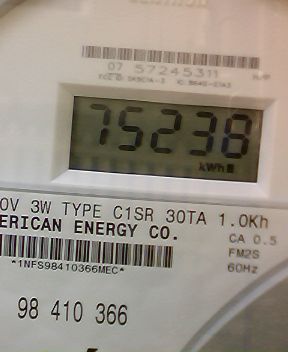 07 57245311
75238
kWh
0V 3W TYPE C1SR 30TA 1.0Kh
ERICAN ENERGY CO.
CA 0.5
FM2S
60Hz
*1NFS98410366MEC*
98 410 366